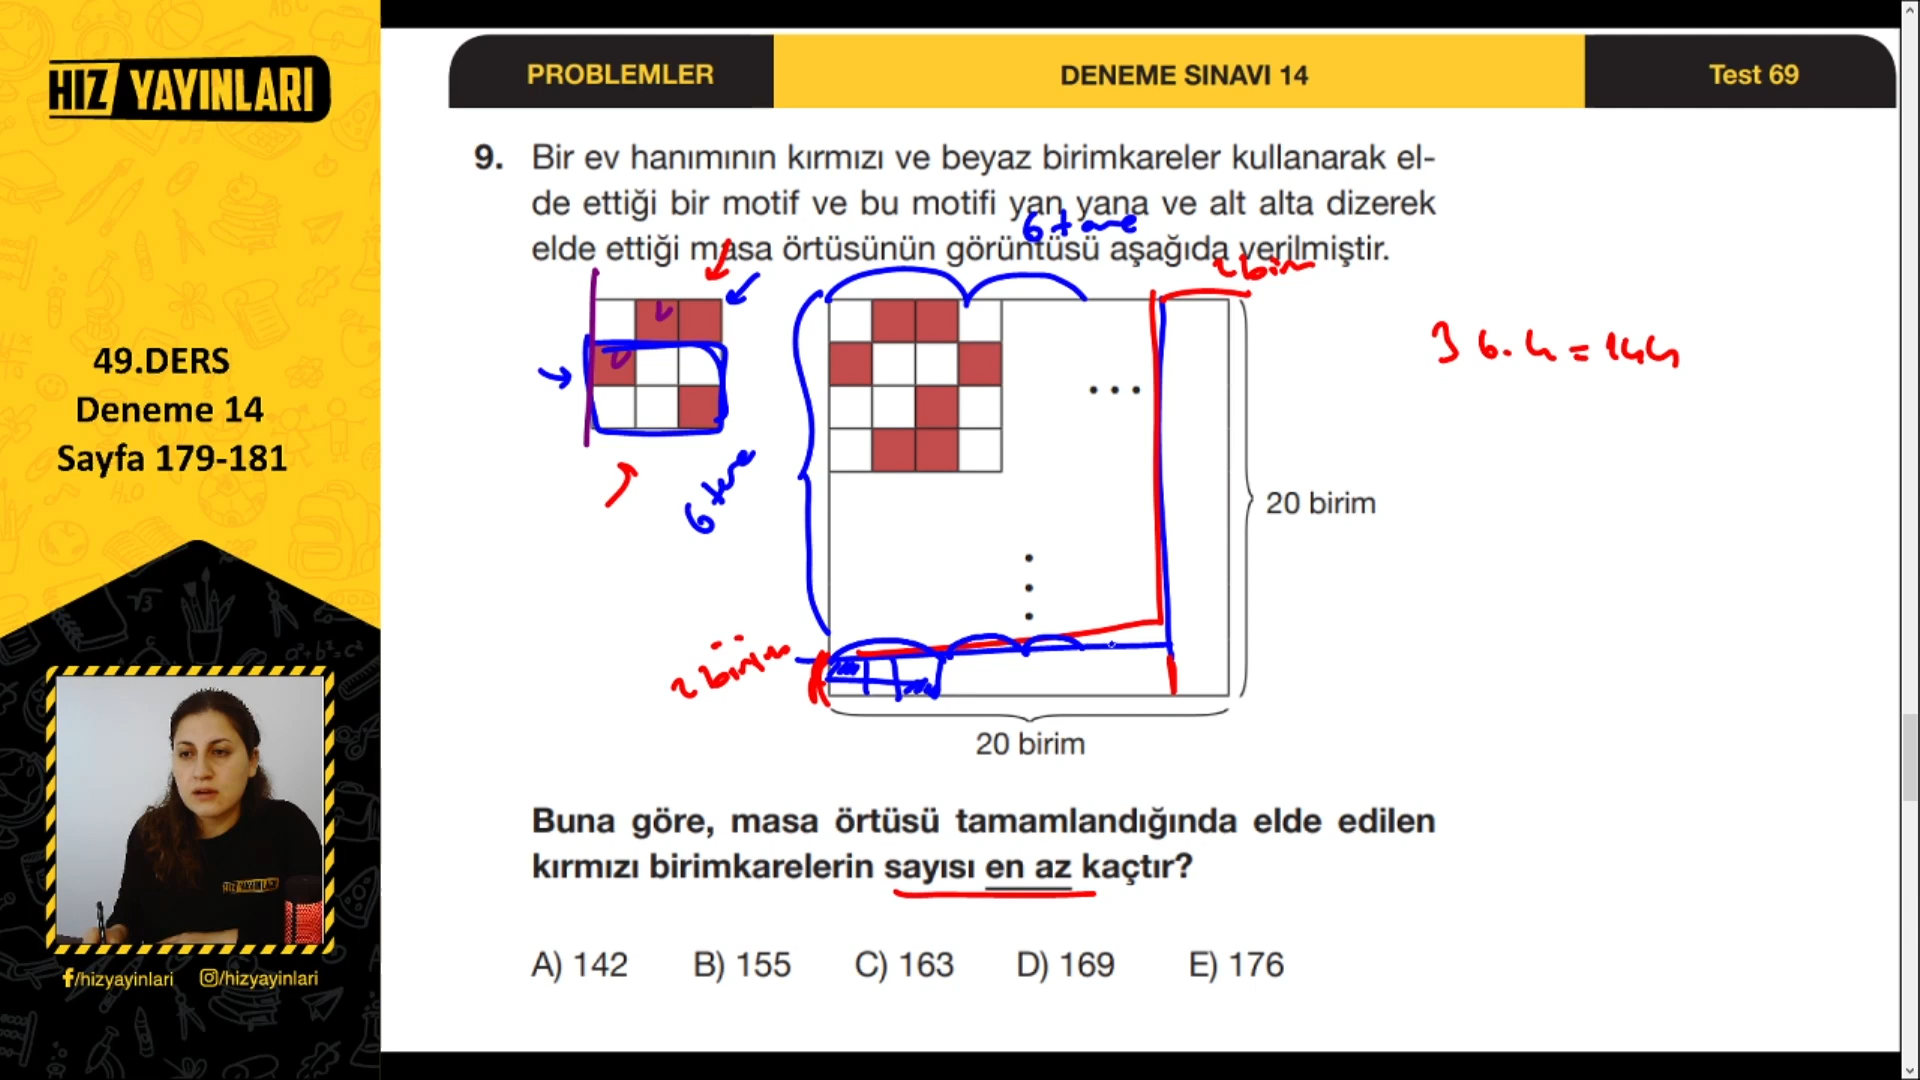 HIZ YAYINLARI
49.DERS
Deneme 14
Sayfa 179-181
/hizyayinlari
/hizyayinlari
PROBLEMLER
DENEME SINAVI 14
Test 69
9. Bir ev hanımının kırmızı ve beyaz birimkareler kullanarak el-
de ettiği bir motif ve bu motifi yan yana ve alt alta dizerek
elde ettiği masa örtüsünün görüntüsü aşağıda verilmiştir.
6 tane
2 birim
36.4=144
6 tane
20 birim
2 birim
20 birim
Buna göre, masa örtüsü tamamlandığında elde edilen
kırmızı birimkarelerin sayısı en az kaçtır?
A) 142 B) 155 C) 163 D) 169 E) 176